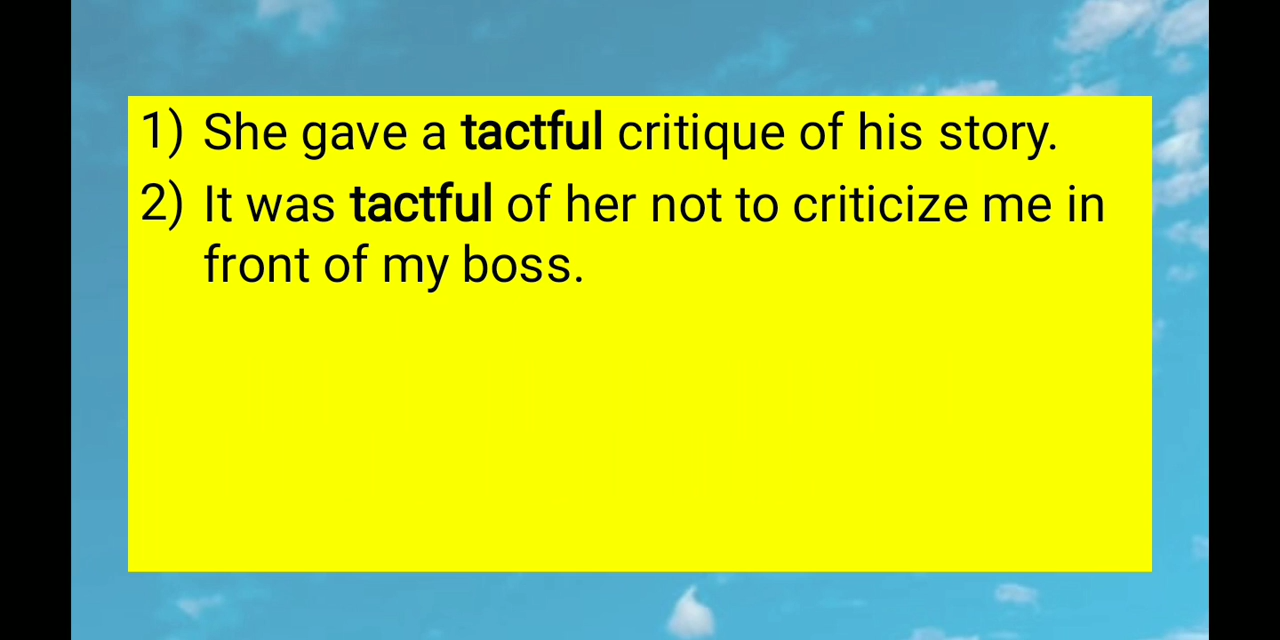 1) She gave a tactful critique of his story.
2) It was tactful of her not to criticize me in
front of my boss.